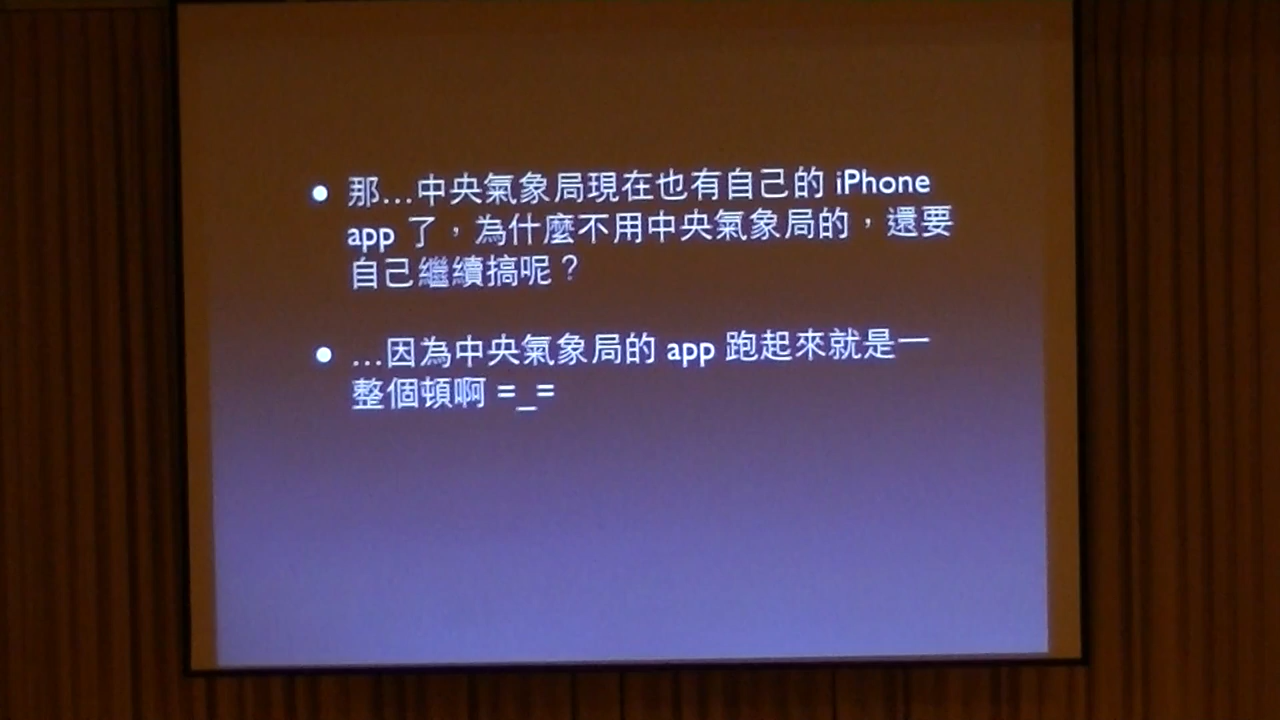 • 那...中央氣象局現在也有自己的 iPhone
app 了，為什麼不用中央氣象局的，還要
自己繼續搞呢？
• ...因為中央氣象局的 app 跑起來就是一
整個頓啊 =_=